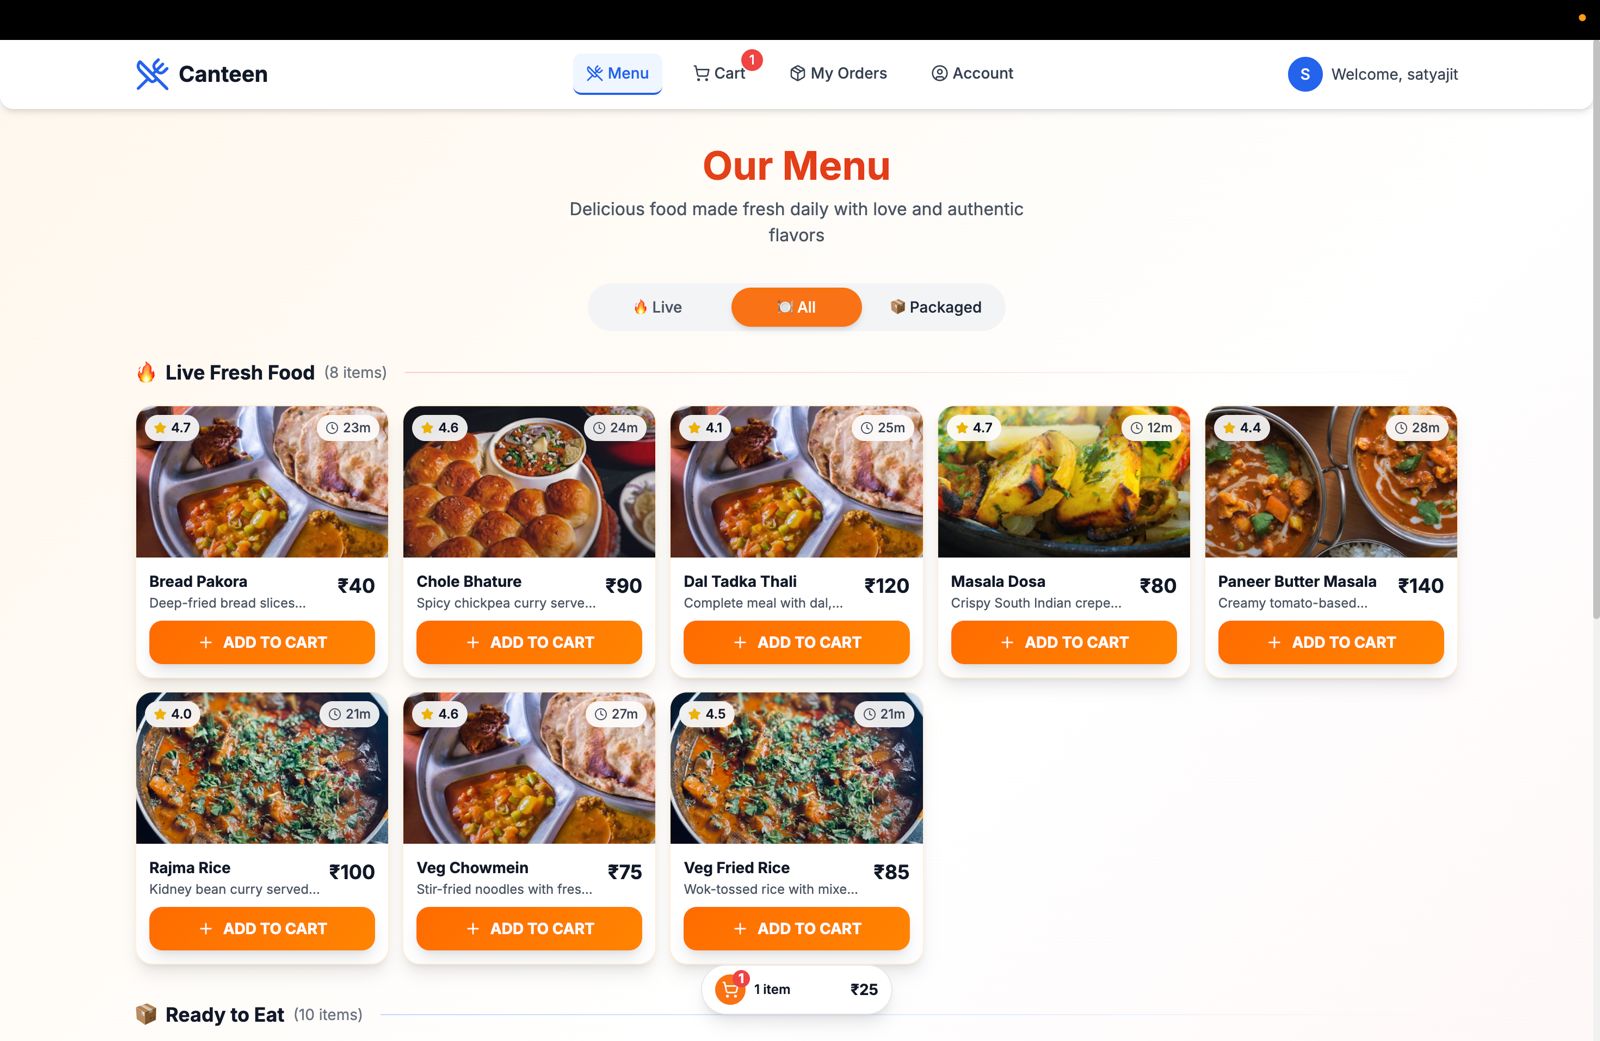 Canteen
Menu
Cart
1
My Orders
Account
S
Welcome, satyajit
Our Menu
Delicious food made fresh daily with love and authentic
flavors
🔥 Live
🍽️ All
📦 Packaged
🔥 Live Fresh Food (8 items)
4.7
23m
Bread Pakora
₹40
Deep-fried bread slices...
+ ADD TO CART
4.6
24m
Chole Bhature
₹90
Spicy chickpea curry serve...
+ ADD TO CART
4.1
25m
Dal Tadka Thali
₹120
Complete meal with dal,...
+ ADD TO CART
4.7
12m
Masala Dosa
₹80
Crispy South Indian crepe...
+ ADD TO CART
4.4
28m
Paneer Butter Masala
₹140
Creamy tomato-based...
+ ADD TO CART
4.0
21m
Rajma Rice
₹100
Kidney bean curry served...
+ ADD TO CART
4.6
27m
Veg Chowmein
₹75
Stir-fried noodles with fres...
+ ADD TO CART
4.5
21m
Veg Fried Rice
₹85
Wok-tossed rice with mixe...
+ ADD TO CART
1
1 item
₹25
📦 Ready to Eat (10 items)